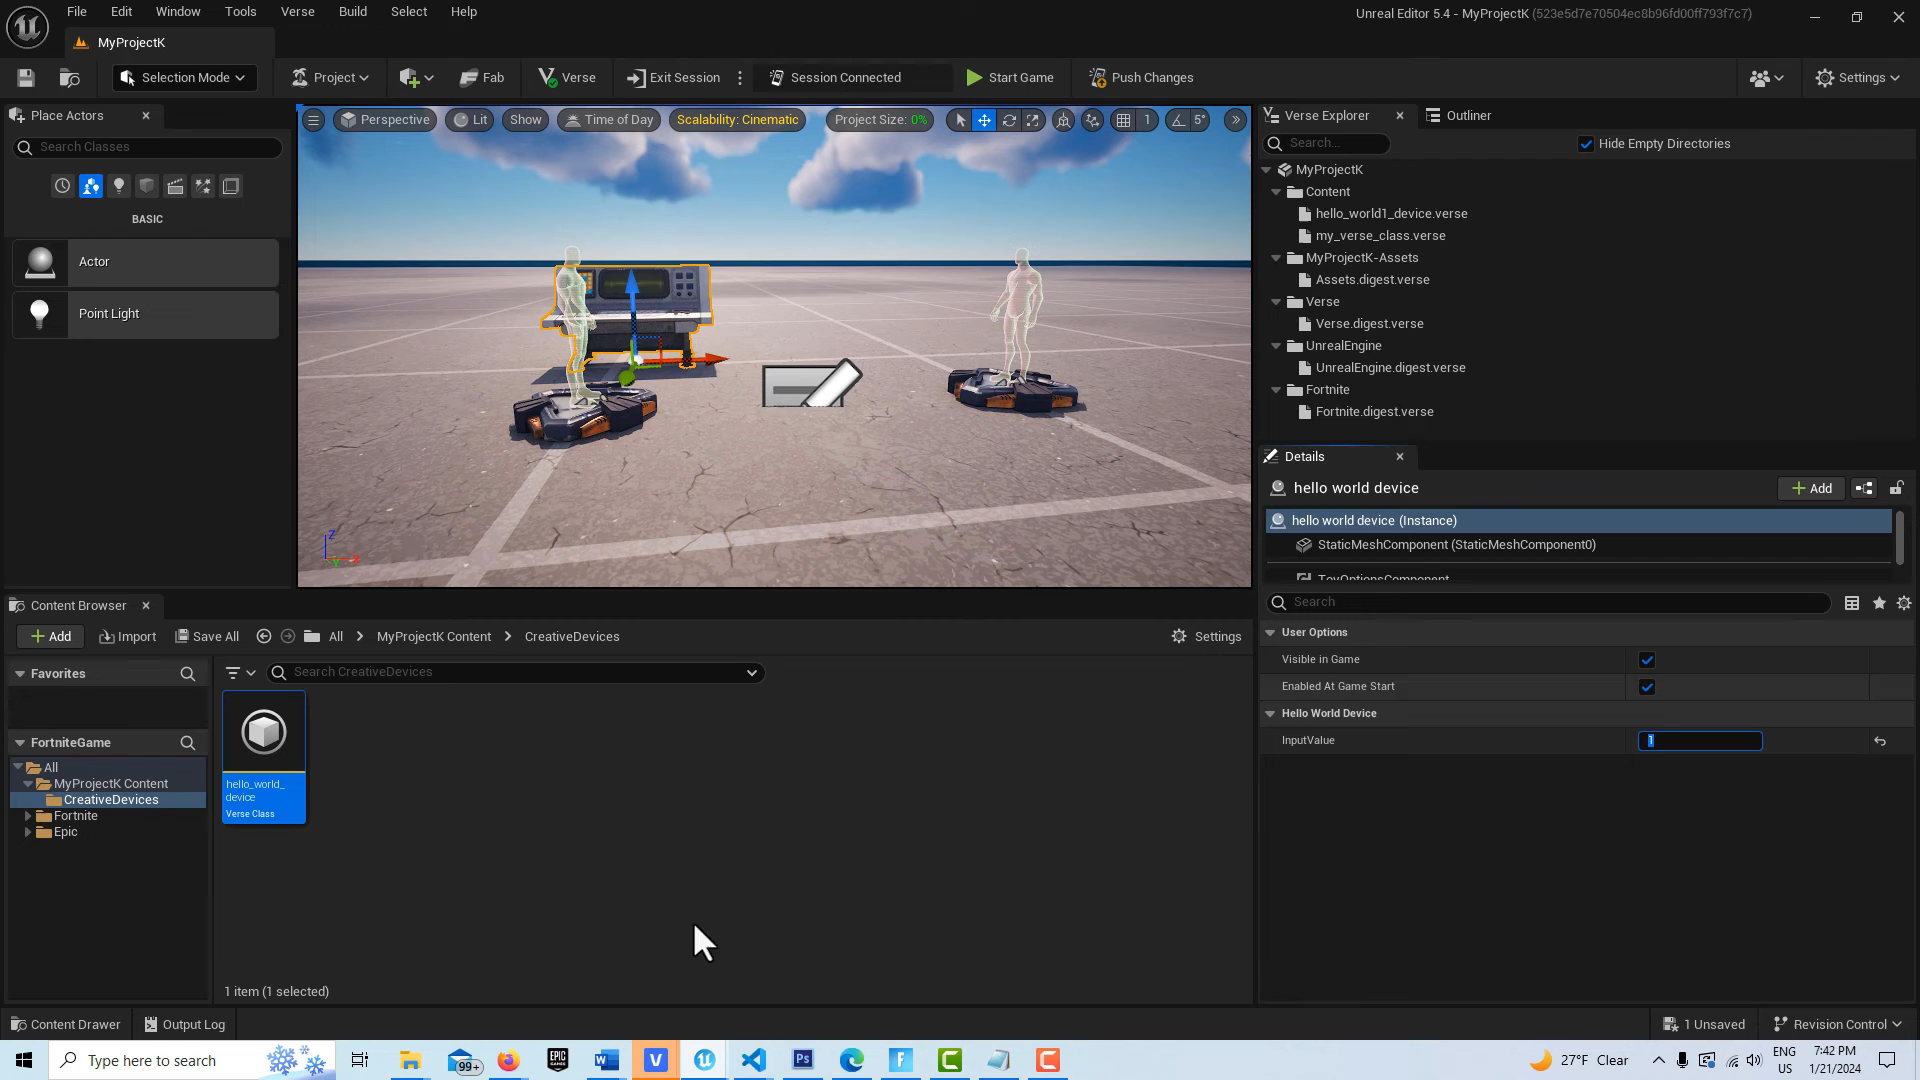 File Edit Window Tools Verse Build Select Help
Unreal Editor 5.4 - MyProjectK (523e5d7e70504ec8b96fd00ff793f7c7)
MyProjectK
Selection Mode Project Fab Verse Exit Session Session Connected Start Game Push Changes Settings
Place Actors
Search Classes
BASIC
Actor
Point Light
Perspective Lit Show Time of Day Scalability: Cinematic Project Size: 0% 1 5°
Z X Y
Verse Explorer Outliner
Search... Hide Empty Directories
MyProjectK
Content
hello_world1_device.verse
my_verse_class.verse
MyProjectK-Assets
Assets.digest.verse
Verse
Verse.digest.verse
UnrealEngine
UnrealEngine.digest.verse
Fortnite
Fortnite.digest.verse
Details
hello world device Add
hello world device (Instance)
StaticMeshComponent (StaticMeshComponent0)
ToyOptionsComponent
Search
User Options
Visible in Game
Enabled At Game Start
Hello World Device
InputValue 1
Content Browser
Add Import Save All All MyProjectK Content CreativeDevices Settings
Favorites
Search CreativeDevices
FortniteGame
All
MyProjectK Content
CreativeDevices
Fortnite
Epic
hello_world_
device
Verse Class
1 item (1 selected)
Content Drawer Output Log 1 Unsaved Revision Control
Type here to search
99+
EPIC GAMES
W V Ps F C C
27°F Clear
ENG
US
7:42 PM
1/21/2024